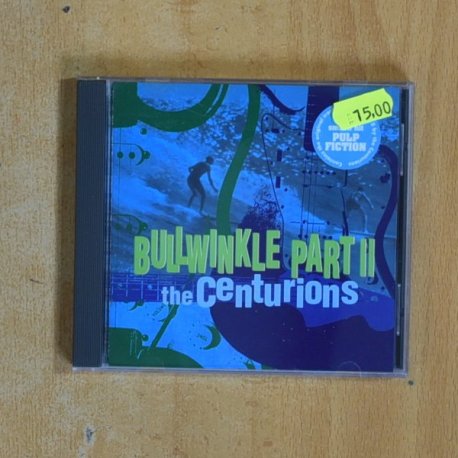 15,00
PULP
FICTION
BULLWINKLE PART II
the Centurions